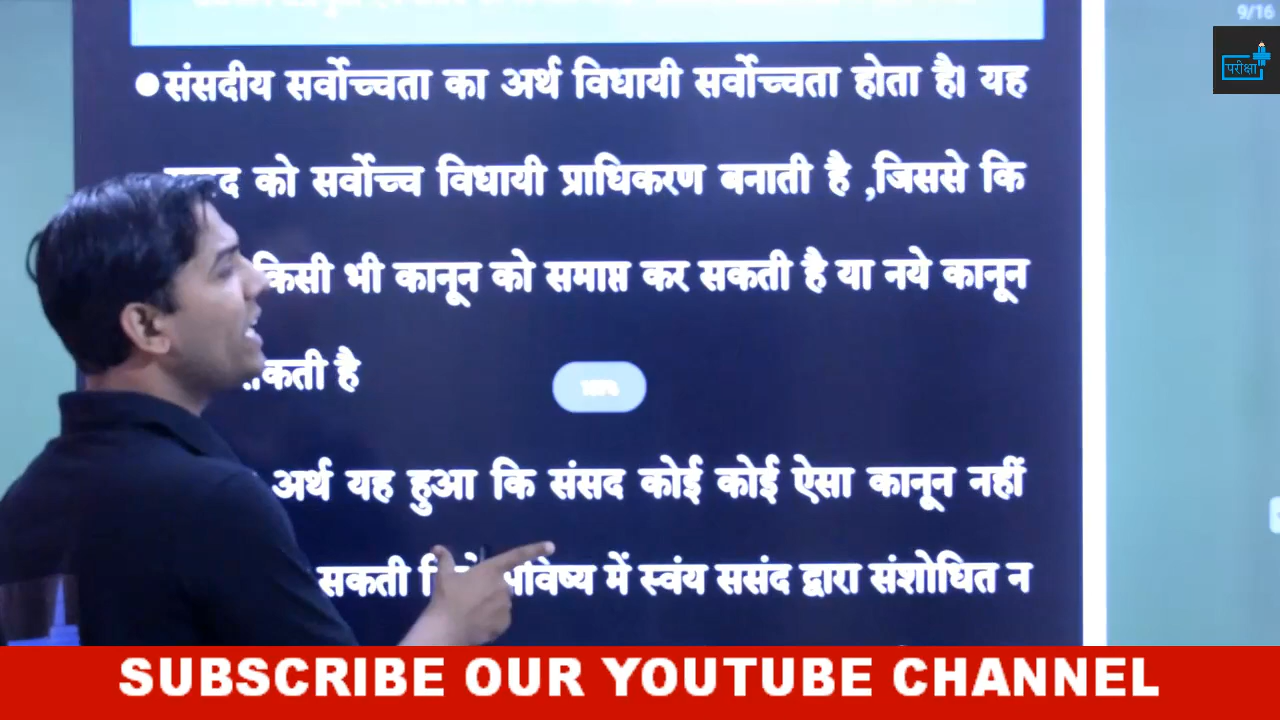 9/16
परीक्षा
●संसदीय सर्वोच्चता का अर्थ विधायी सर्वोच्चता होता है। यह
को सर्वोच्च विधायी प्राधिकरण बनाती है ,जिससे कि
किसी भी कानून को समाप्त कर सकती है या नये कानून
सकती है
अर्थ यह हुआ कि संसद कोई कोई ऐसा कानून नहीं
सकती भविष्य में स्वंय ससंद द्वारा संशोधित न
SUBSCRIBE OUR YOUTUBE CHANNEL